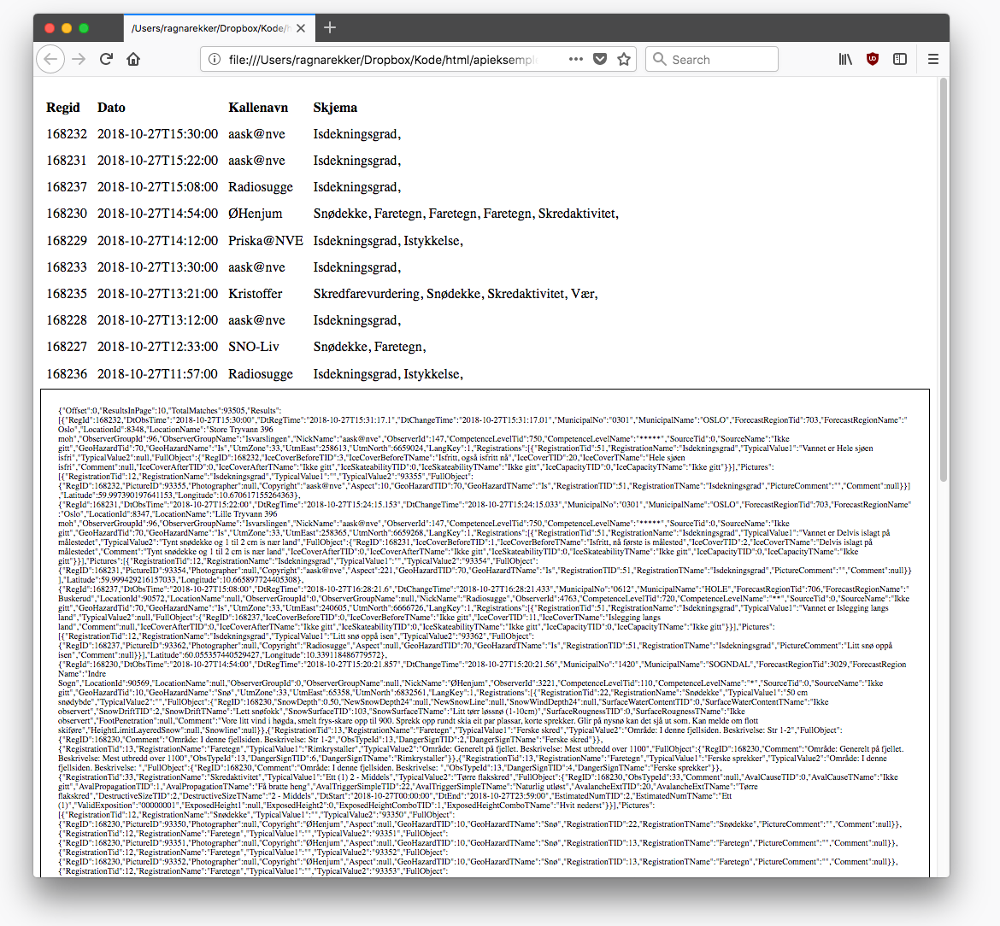 /Users/ragnarekker/Dropbox/Kode/h
file:///Users/ragnarekker/Dropbox/Kode/html/apieksempl
Search
Regid Dato Kallenavn Skjema
168232 2018-10-27T15:30:00 aask@nve Isdekningsgrad,
168231 2018-10-27T15:22:00 aask@nve Isdekningsgrad,
168237 2018-10-27T15:08:00 Radiosugge Isdekningsgrad,
168230 2018-10-27T14:54:00 ØHenjum Snødekke, Faretegn, Faretegn, Faretegn, Skredaktivitet,
168229 2018-10-27T14:12:00 Priska@NVE Isdekningsgrad, Istykkelse,
168233 2018-10-27T13:30:00 aask@nve Isdekningsgrad,
168235 2018-10-27T13:21:00 Kristoffer Skredfarevurdering, Snødekke, Skredaktivitet, Vær,
168228 2018-10-27T13:12:00 aask@nve Isdekningsgrad,
168227 2018-10-27T12:33:00 SNO-Liv Snødekke, Faretegn,
168236 2018-10-27T11:57:00 Radiosugge Isdekningsgrad, Istykkelse,
{"Offset":0,"ResultsInPage":10,"TotalMatches":93505,"Results":
[{"RegId":168232,"DtObsTime":"2018-10-27T15:30:00","DtRegTime":"2018-10-27T15:31:17.1","DtChangeTime":"2018-10-27T15:31:17.01","MunicipalNo":"0301","MunicipalName":"OSLO","ForecastRegionTid":703,"ForecastRegionName":"
Oslo","LocationId":8348,"LocationName":"Store Tryvann 396
moh","ObserverGroupId":96,"ObserverGroupName":"Isvarslingen","NickName":"aask@nve","ObserverId":147,"CompetenceLevelTid":750,"CompetenceLevelName":"*****","SourceTid":0,"SourceName":"Ikke
gitt","GeoHazardTid":70,"GeoHazardName":"Is","UtmZone":33,"UtmEast":258613,"UtmNorth":6659024,"LangKey":1,"Registrations":[{"RegistrationTid":51,"RegistrationName":"Isdekningsgrad","TypicalValue1":"Vannet er Hele sjøen
isfri","TypicalValue2":null,"FullObject":{"RegID":168232,"IceCoverBeforeTID":3,"IceCoverBeforeTName":"Isfritt, også isfritt nå","IceCoverTID":20,"IceCoverTName":"Hele sjøen
isfri","Comment":null,"IceCoverAfterTID":0,"IceCoverAfterTName":"Ikke gitt","IceSkateabilityTID":0,"IceSkateabilityTName":"Ikke gitt","IceCapacityTID":0,"IceCapacityTName":"Ikke gitt"}}],"Pictures":
[{"RegistrationTid":12,"RegistrationName":"Isdekningsgrad","TypicalValue1":"","TypicalValue2":"93355","FullObject":
{"RegID":168232,"PictureID":93355,"Photographer":null,"Copyright":"aask@nve","Aspect":10,"GeoHazardTID":70,"GeoHazardTName":"Is","RegistrationTID":51,"RegistrationTName":"Isdekningsgrad","PictureComment":"","Comment":null}}]
,"Latitude":59.997390197641153,"Longitude":10.670617155264363},
{"RegId":168231,"DtObsTime":"2018-10-27T15:22:00","DtRegTime":"2018-10-27T15:24:15.153","DtChangeTime":"2018-10-27T15:24:15.033","MunicipalNo":"0301","MunicipalName":"OSLO","ForecastRegionTid":703,"ForecastRegionName"
:"Oslo","LocationId":8347,"LocationName":"Lille Tryvann 396
moh","ObserverGroupId":96,"ObserverGroupName":"Isvarslingen","NickName":"aask@nve","ObserverId":147,"CompetenceLevelTid":750,"CompetenceLevelName":"*****","SourceTid":0,"SourceName":"Ikke
gitt","GeoHazardTid":70,"GeoHazardName":"Is","UtmZone":33,"UtmEast":258365,"UtmNorth":6659268,"LangKey":1,"Registrations":[{"RegistrationTid":51,"RegistrationName":"Isdekningsgrad","TypicalValue1":"Vannet er Delvis islagt på
målestedet","TypicalValue2":"Tynt snødekke og 1 til 2 cm is nær land","FullObject":{"RegID":168231,"IceCoverBeforeTID":1,"IceCoverBeforeTName":"Isfritt, nå første is målested","IceCoverTID":2,"IceCoverTName":"Delvis islagt på
målestedet","Comment":"Tynt snødekke og 1 til 2 cm is nær land","IceCoverAfterTID":0,"IceCoverAfterTName":"Ikke gitt","IceSkateabilityTID":0,"IceSkateabilityTName":"Ikke gitt","IceCapacityTID":0,"IceCapacityTName":"Ikke
gitt"}}],"Pictures":[{"RegistrationTid":12,"RegistrationName":"Isdekningsgrad","TypicalValue1":"","TypicalValue2":"93354","FullObject":
{"RegID":168231,"PictureID":93354,"Photographer":null,"Copyright":"aask@nve","Aspect":221,"GeoHazardTID":70,"GeoHazardTName":"Is","RegistrationTID":51,"RegistrationTName":"Isdekningsgrad","PictureComment":"","Comment":null}}
],"Latitude":59.999429216157033,"Longitude":10.665897724405308},
{"RegId":168237,"DtObsTime":"2018-10-27T15:08:00","DtRegTime":"2018-10-27T16:28:21.6","DtChangeTime":"2018-10-27T16:28:21.433","MunicipalNo":"0612","MunicipalName":"HOLE","ForecastRegionTid":706,"ForecastRegionName":"
Buskerud","LocationId":90572,"LocationName":null,"ObserverGroupId":0,"ObserverGroupName":null,"NickName":"Radiosugge","ObserverId":4763,"CompetenceLevelTid":720,"CompetenceLevelName":"**","SourceTid":0,"SourceName":"Ikke
gitt","GeoHazardTid":70,"GeoHazardName":"Is","UtmZone":33,"UtmEast":240605,"UtmNorth":6666726,"LangKey":1,"Registrations":[{"RegistrationTid":51,"RegistrationName":"Isdekningsgrad","TypicalValue1":"Vannet er Islegging langs
land","TypicalValue2":null,"FullObject":{"RegID":168237,"IceCoverBeforeTID":0,"IceCoverBeforeTName":"Ikke gitt","IceCoverTID":11,"IceCoverTName":"Islegging langs
land","Comment":null,"IceCoverAfterTID":0,"IceCoverAfterTName":"Ikke gitt","IceSkateabilityTID":0,"IceSkateabilityTName":"Ikke gitt","IceCapacityTID":0,"IceCapacityTName":"Ikke gitt"}}],"Pictures":
[{"RegistrationTid":12,"RegistrationName":"Isdekningsgrad","TypicalValue1":"Litt snø oppå isen","TypicalValue2":"93362","FullObject":
{"RegID":168237,"PictureID":93362,"Photographer":null,"Copyright":"Radiosugge","Aspect":null,"GeoHazardTID":70,"GeoHazardTName":"Is","RegistrationTID":51,"RegistrationTName":"Isdekningsgrad","PictureComment":"Litt snø oppå
isen","Comment":null}}],"Latitude":60.055357440529427,"Longitude":10.339118486779572},
{"RegId":168230,"DtObsTime":"2018-10-27T14:54:00","DtRegTime":"2018-10-27T15:20:21.857","DtChangeTime":"2018-10-27T15:20:21.56","MunicipalNo":"1420","MunicipalName":"SOGNDAL","ForecastRegionTid":3029,"ForecastRegion
Name":"Indre
Sogn","LocationId":90569,"LocationName":null,"ObserverGroupId":0,"ObserverGroupName":null,"NickName":"ØHenjum","ObserverId":3221,"CompetenceLevelTid":110,"CompetenceLevelName":"*","SourceTid":0,"SourceName":"Ikke
gitt","GeoHazardTid":10,"GeoHazardName":"Snø","UtmZone":33,"UtmEast":65358,"UtmNorth":6832561,"LangKey":1,"Registrations":[{"RegistrationTid":22,"RegistrationName":"Snødekke","TypicalValue1":"50 cm
snødybde","TypicalValue2":"","FullObject":{"RegID":168230,"SnowDepth":0.50,"NewSnowDepth24":null,"NewSnowLine":null,"SnowWindDepth24":null,"SurfaceWaterContentTID":0,"SurfaceWaterContentTName":"Ikke
observert","SnowDriftTID":2,"SnowDriftTName":"Lett snøfokk","SnowSurfaceTID":103,"SnowSurfaceTName":"Litt tørr løssnø (1-10cm)","SurfaceRougnessTID":0,"SurfaceRougnessTName":"Ikke
observert","FootPenetration":null,"Comment":"Vore litt vind i høgda, smelt frys-skare opp til 900. Sprekk opp rundt skia eit par plassar, korte sprekker. Glir på nysnø kan det sjå ut som. Kan melde om flott
skiføre","HeightLimitLayeredSnow":null,"Snowline":null}},{"RegistrationTid":13,"RegistrationName":"Faretegn","TypicalValue1":"Ferske skred","TypicalValue2":"Område: I denne fjellsiden. Beskrivelse: Str 1-2","FullObject":
{"RegID":168230,"Comment":"Område: I denne fjellsiden. Beskrivelse: Str 1-2","ObsTypeId":13,"DangerSignTID":2,"DangerSignTName":"Ferske skred"}},
{"RegistrationTid":13,"RegistrationName":"Faretegn","TypicalValue1":"Rimkrystaller","TypicalValue2":"Område: Generelt på fjellet. Beskrivelse: Mest utbredd over 1100","FullObject":{"RegID":168230,"Comment":"Område: Generelt på fjellet.
Beskrivelse: Mest utbredd over 1100","ObsTypeId":13,"DangerSignTID":6,"DangerSignTName":"Rimkrystaller"}},{"RegistrationTid":13,"RegistrationName":"Faretegn","TypicalValue1":"Ferske sprekker","TypicalValue2":"Område: I denne
fjellsiden. Beskrivelse: ","FullObject":{"RegID":168230,"Comment":"Område: I denne fjellsiden. Beskrivelse: ","ObsTypeId":13,"DangerSignTID":4,"DangerSignTName":"Ferske sprekker"}},
{"RegistrationTid":33,"RegistrationName":"Skredaktivitet","TypicalValue1":"Ett (1) 2 - Middels","TypicalValue2":"Tørre flakskred","FullObject":{"RegID":168230,"ObsTypeId":33,"Comment":null,"AvalCauseTID":0,"AvalCauseTName":"Ikke
gitt","AvalPropagationTID":1,"AvalPropagationTName":"Få bratte heng","AvalTriggerSimpleTID":22,"AvalTriggerSimpleTName":"Naturlig utløst","AvalancheExtTID":20,"AvalancheExtTName":"Tørre
flakskred","DestructiveSizeTID":2,"DestructiveSizeTName":"2 - Middels","DtStart":"2018-10-27T00:00:00","DtEnd":"2018-10-27T23:59:00","EstimatedNumTID":2,"EstimatedNumTName":"Ett
(1)","ValidExposition":"00000001","ExposedHeight1":null,"ExposedHeight2":0,"ExposedHeightComboTID":1,"ExposedHeightComboTName":"Hvit nederst"}}],"Pictures":
[{"RegistrationTid":12,"RegistrationName":"Snødekke","TypicalValue1":"","TypicalValue2":"93350","FullObject":
{"RegID":168230,"PictureID":93350,"Photographer":null,"Copyright":"ØHenjum","Aspect":null,"GeoHazardTID":10,"GeoHazardTName":"Snø","RegistrationTID":22,"RegistrationTName":"Snødekke","PictureComment":"","Comment":null}},
{"RegistrationTid":12,"RegistrationName":"Faretegn","TypicalValue1":"","TypicalValue2":"93351","FullObject":
{"RegID":168230,"PictureID":93351,"Photographer":null,"Copyright":"ØHenjum","Aspect":null,"GeoHazardTID":10,"GeoHazardTName":"Snø","RegistrationTID":13,"RegistrationTName":"Faretegn","PictureComment":"","Comment":null}},
{"RegistrationTid":12,"RegistrationName":"Faretegn","TypicalValue1":"","TypicalValue2":"93352","FullObject":
{"RegID":168230,"PictureID":93352,"Photographer":null,"Copyright":"ØHenjum","Aspect":null,"GeoHazardTID":10,"GeoHazardTName":"Snø","RegistrationTID":13,"RegistrationTName":"Faretegn","PictureComment":"","Comment":null}},
{"RegistrationTid":12,"RegistrationName":"Faretegn","TypicalValue1":"","TypicalValue2":"93353","FullObject":